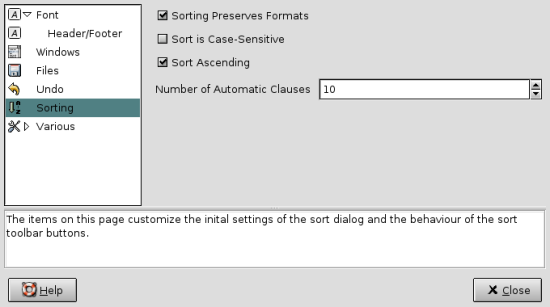 Font
Header/Footer
Windows
Files
Undo
Sorting
Various
Sorting Preserves Formats
Sort is Case-Sensitive
Sort Ascending
Number of Automatic Clauses 10
The items on this page customize the inital settings of the sort dialog and the behaviour of the sort
toolbar buttons.
Help
Close